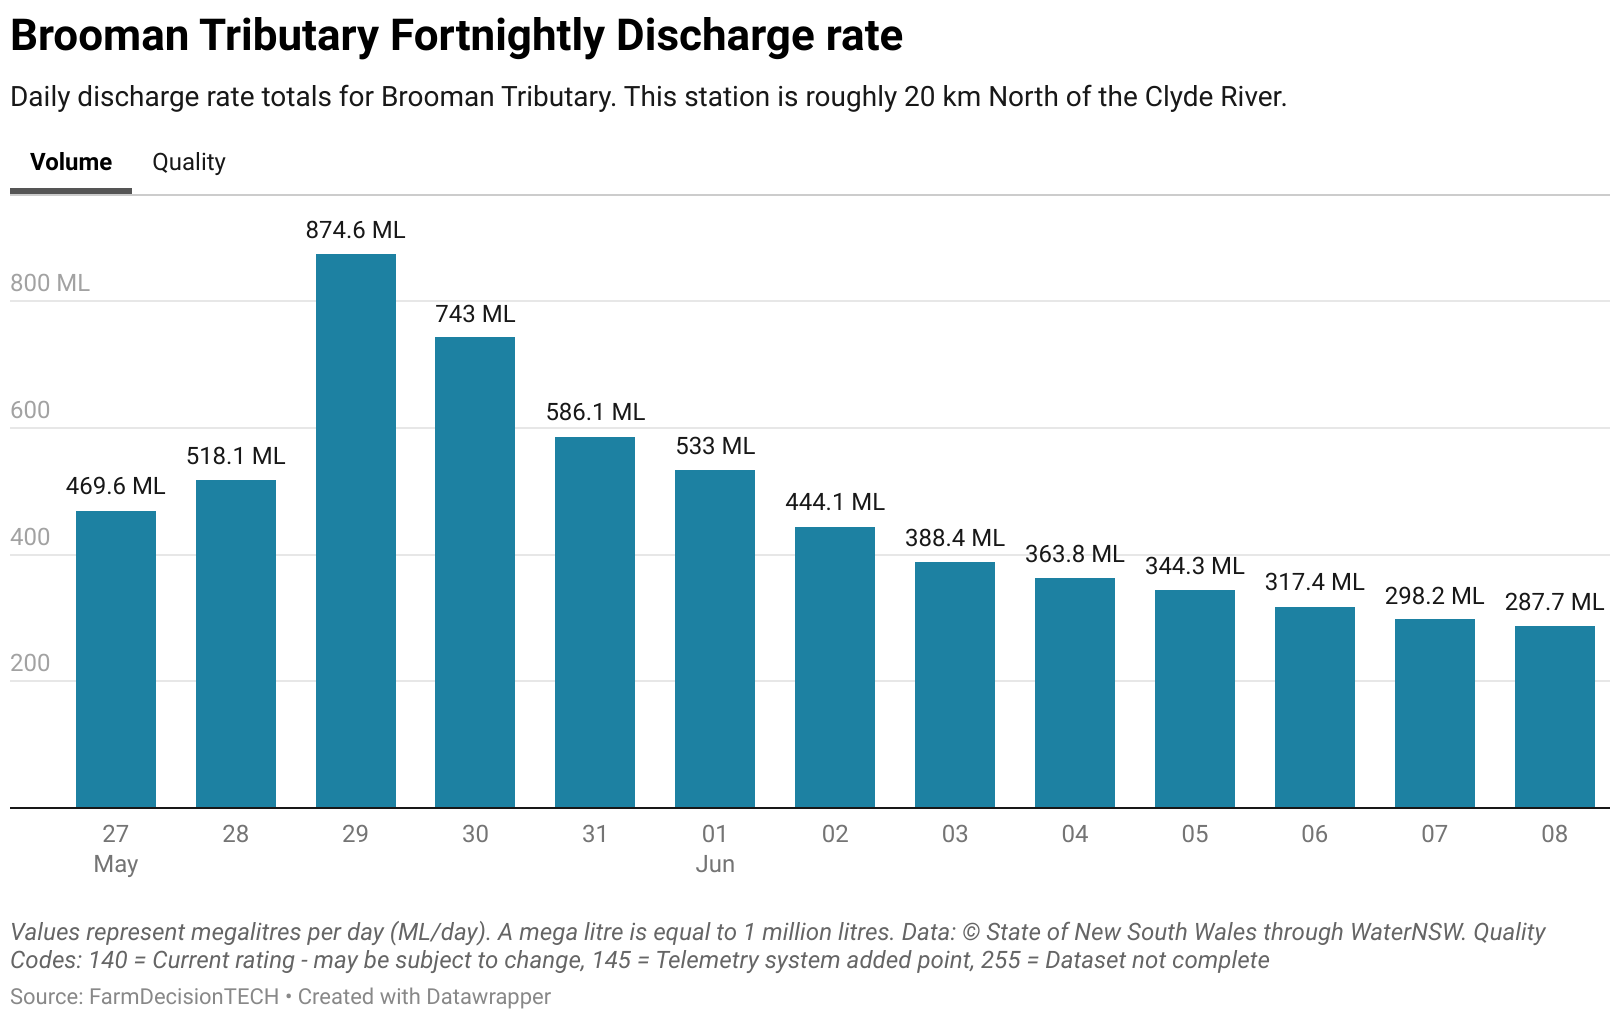 Brooman Tributary Fortnightly Discharge rate
Daily discharge rate totals for Brooman Tributary. This station is roughly 20 km North of the Clyde River.
Volume Quality
874.6 ML
800 ML
743 ML
600
586.1 ML
533 ML
518.1 ML
469.6 ML
444.1 ML
400
388.4 ML
363.8 ML
344.3 ML
317.4 ML
298.2 ML
287.7 ML
200
27 28 29 30 31 01 02 03 04 05 06 07 08
May Jun
Values represent megalitres per day (ML/day). A mega litre is equal to 1 million litres. Data: © State of New South Wales through WaterNSW. Quality
Codes: 140 = Current rating - may be subject to change, 145 = Telemetry system added point, 255 = Dataset not complete
Source: FarmDecisionTECH • Created with Datawrapper